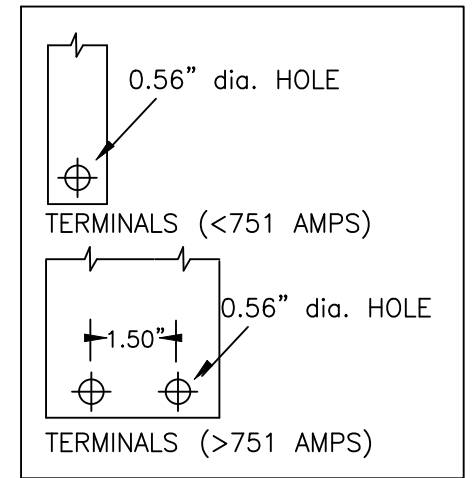 0.56” dia. HOLE
TERMINALS (<751 AMPS)
0.56” dia. HOLE
1.50”
TERMINALS (>751 AMPS)